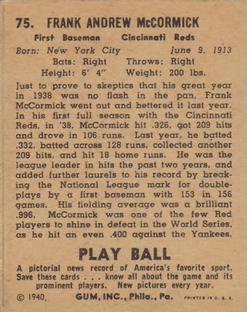 75. FRANK ANDREW McCORMICK
First Baseman Cincinnati Reds
Born: New York City June 9, 1913
Bats: Right Throws: Right
Height: 6' 4" Weight: 200 lbs.
Just to prove to skeptics that his great year
in 1938 was no flash in the pan, Frank
McCormick went out and bettered it last year.
In his first full season with the Cincinnati
Reds, in '38, McCormick hit .326, got 209 hits
and drove in 106 runs. Last year, he batted
.332, batted across 128 runs, collected another
209 hits, and hit 18 home runs. He was the
league leader in hits the past two years, and
added further laurels to his record by break-
ing the National League mark for double-
plays by a first baseman with 153 in 156
games. His fielding average was a brilliant
.996. McCormick was one of the few Red
players to shine in defeat in the World Series,
as he hit an even .400 against the Yankees.
PLAY BALL
A pictorial news record of America's favorite sport.
Save these cards . . . know all about the game and its
prominent players. New pictures every year.
© 1940, GUM, INC., Phila., Pa. PRINTED IN U. S. A.